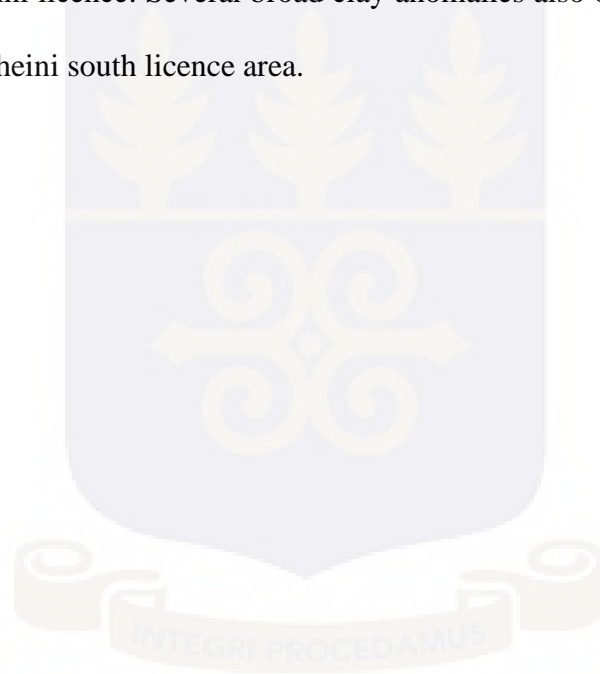 licence. Several broad clay anomalies also
heini south licence area.
INTEGRI PROCEDAMUS